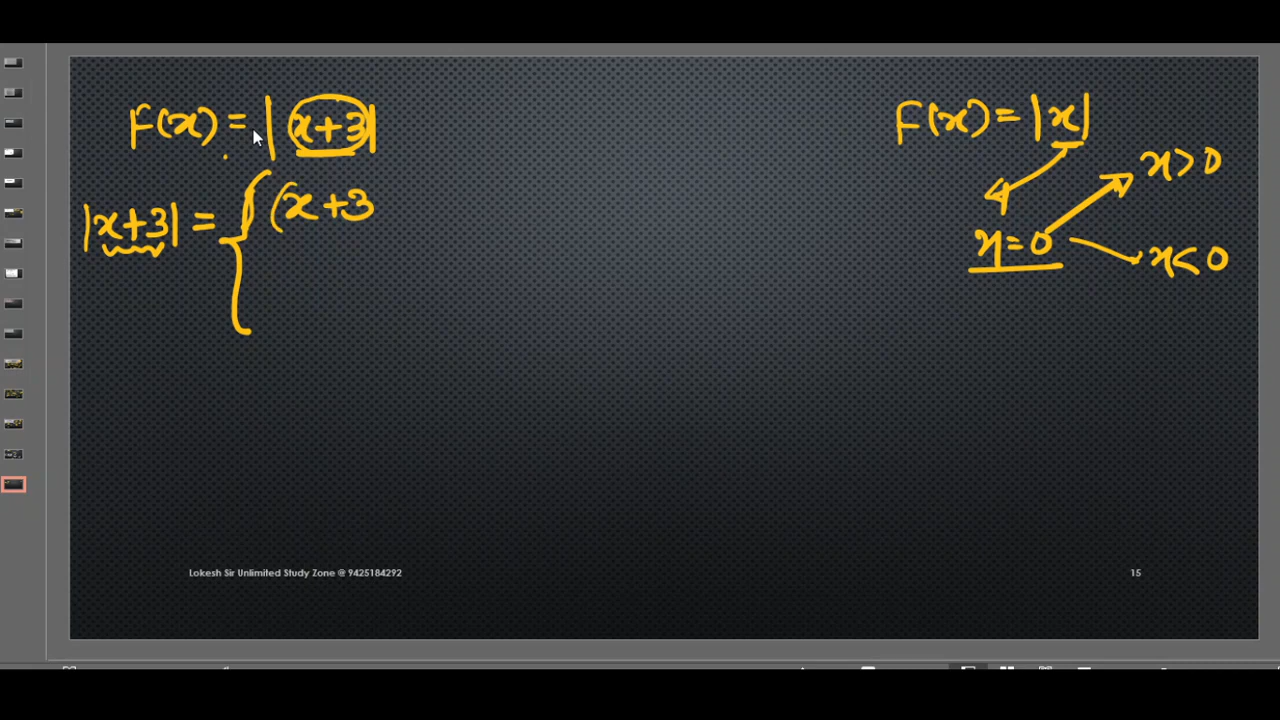 F(x) = |x+3|
|x+3| = { (x+3
F(x) = |x|
x>0
x=0
x<0
Lokesh Sir Unlimited Study Zone @ 9425184292
15